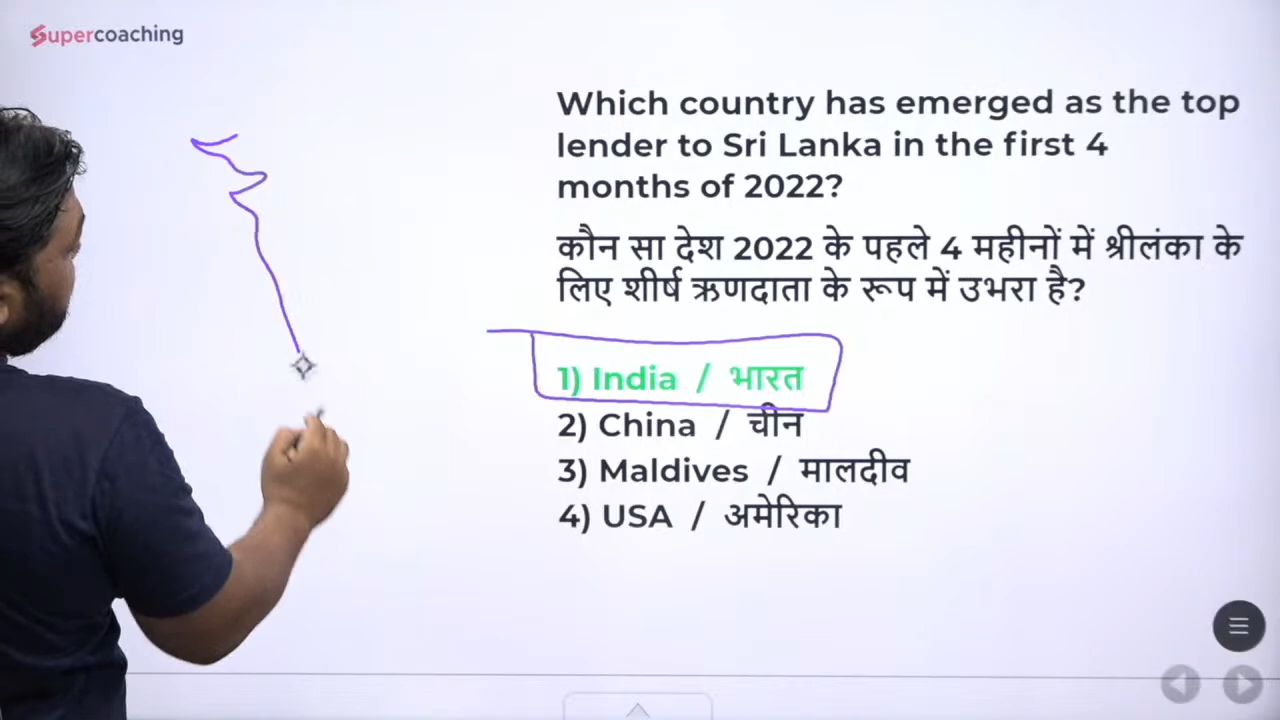 Supercoaching
Which country has emerged as the top
lender to Sri Lanka in the first 4
months of 2022?
कौन सा देश 2022 के पहले 4 महीनों में श्रीलंका के
लिए शीर्ष ऋणदाता के रूप में उभरा है?
1) India / भारत
2) China / चीन
3) Maldives / मालदीव
4) USA / अमेरिका